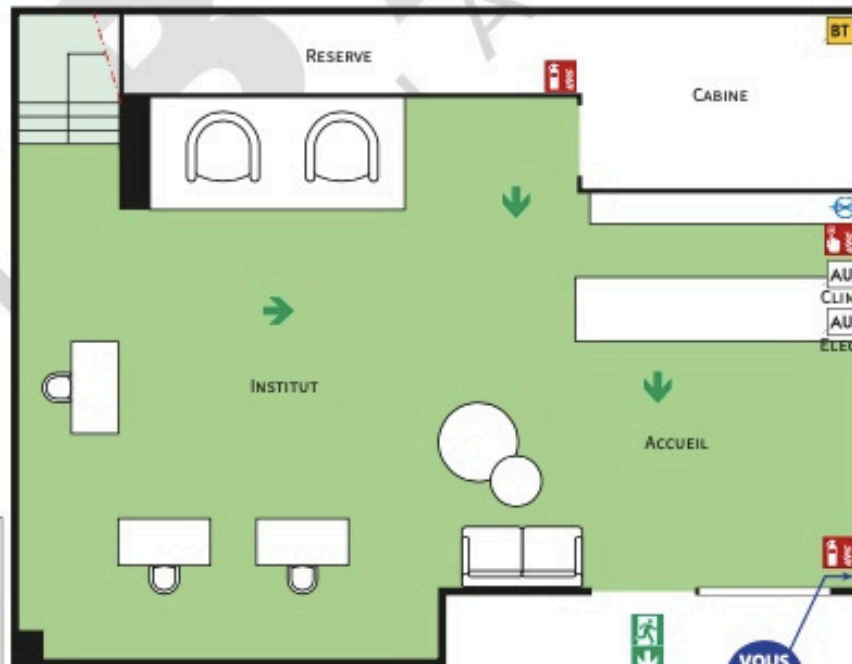 RESERVE
BT
CABINE
AU
CLIM
AU
INSTITUT
ACCUEIL
VOUS